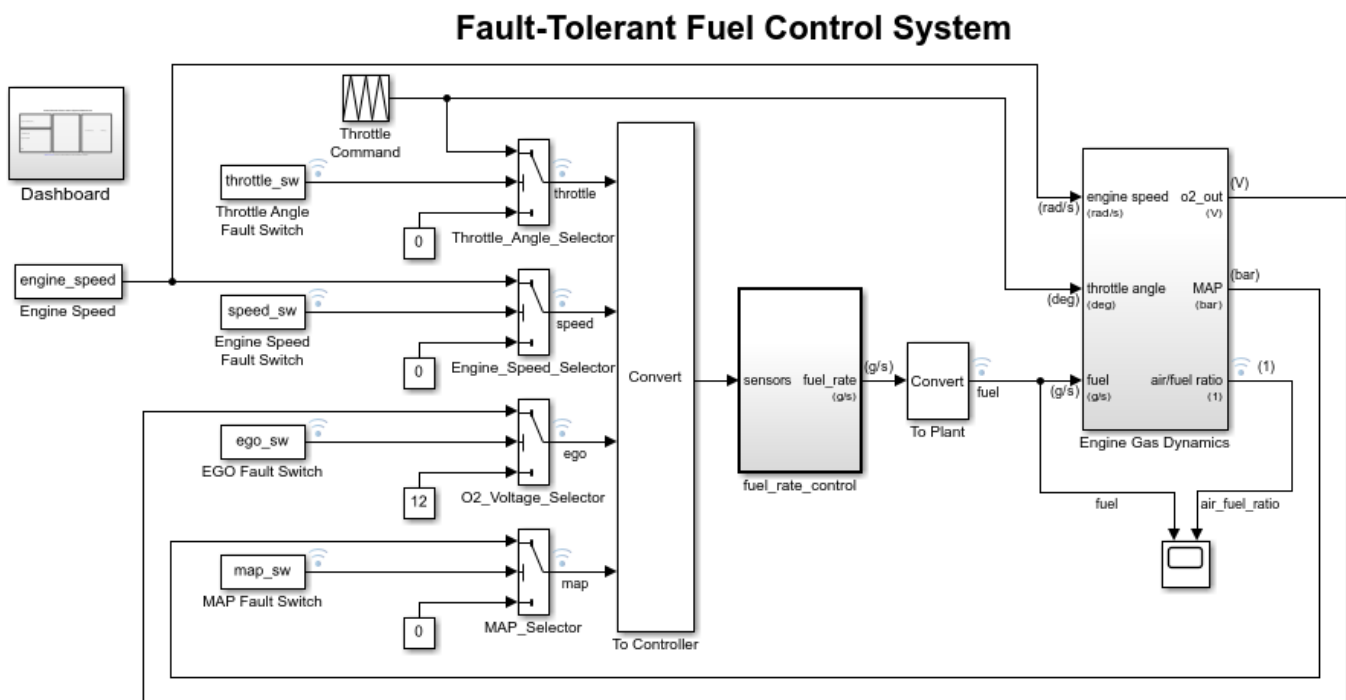 Fault-Tolerant Fuel Control System
Dashboard
Throttle
Command
throttle_sw
Throttle Angle
Fault Switch
0
throttle
Throttle_Angle_Selector
engine_speed
Engine Speed
speed_sw
Engine Speed
Fault Switch
0
speed
Engine_Speed_Selector
ego_sw
EGO Fault Switch
12
ego
O2_Voltage_Selector
map_sw
MAP Fault Switch
0
map
MAP_Selector
Convert
To Controller
sensors
fuel_rate
(g/s)
fuel_rate_control
(g/s)
Convert
To Plant
fuel
(rad/s)
engine speed
(rad/s)
o2_out
(V)
(V)
(deg)
throttle angle
(deg)
MAP
(bar)
(bar)
(g/s)
fuel
(g/s)
air/fuel ratio
(1)
(1)
Engine Gas Dynamics
fuel
air_fuel_ratio